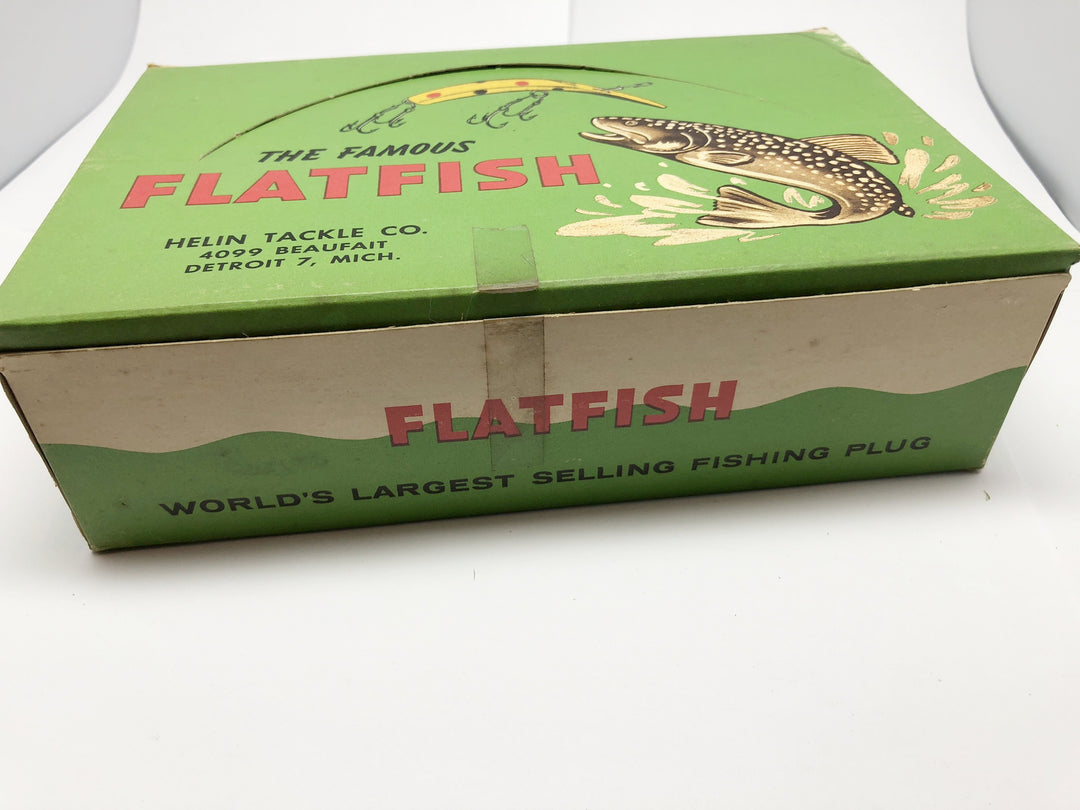 THE FAMOUS
FLATFISH
HELIN TACKLE CO.
4099 BEAUFAIT
DETROIT 7, MICH.
FLATFISH
WORLD'S LARGEST SELLING FISHING PLUG